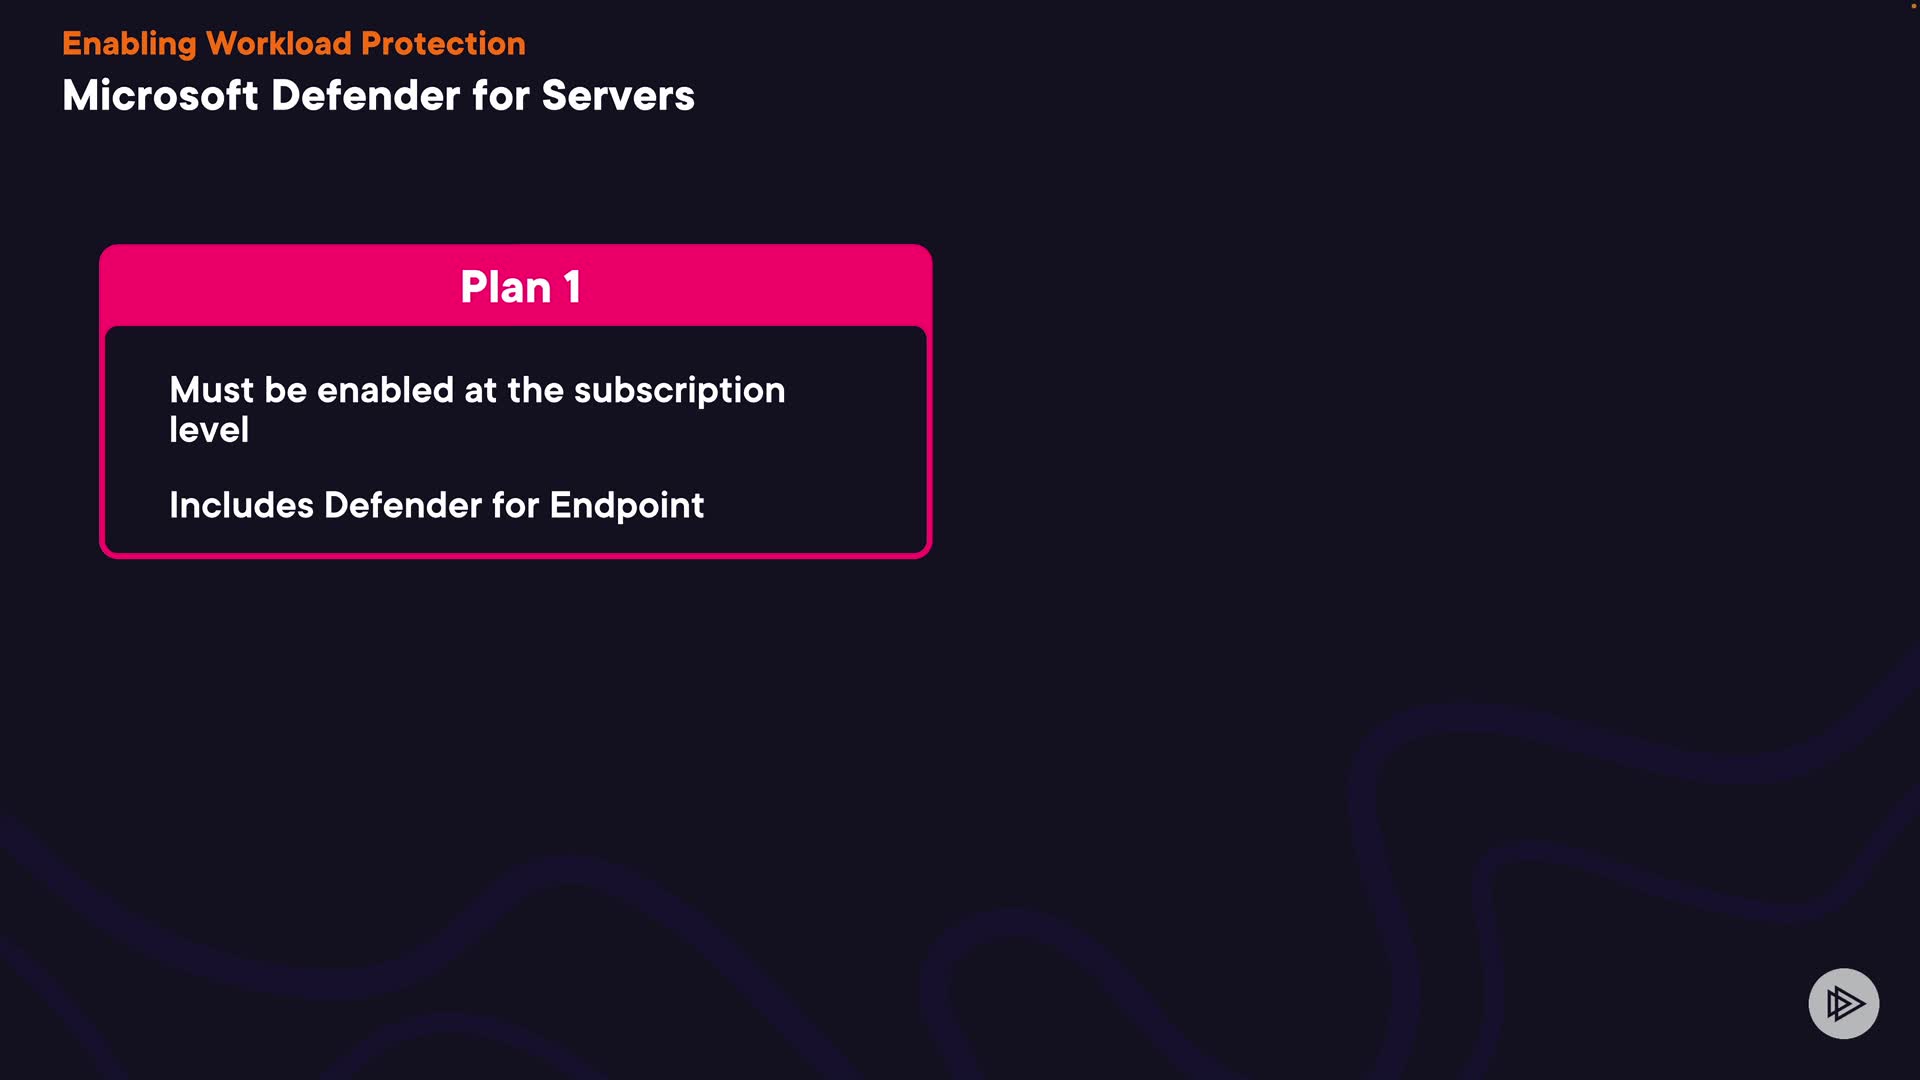 Enabling Workload Protection
Microsoft Defender for Servers
Plan 1
Must be enabled at the subscription
level
Includes Defender for Endpoint